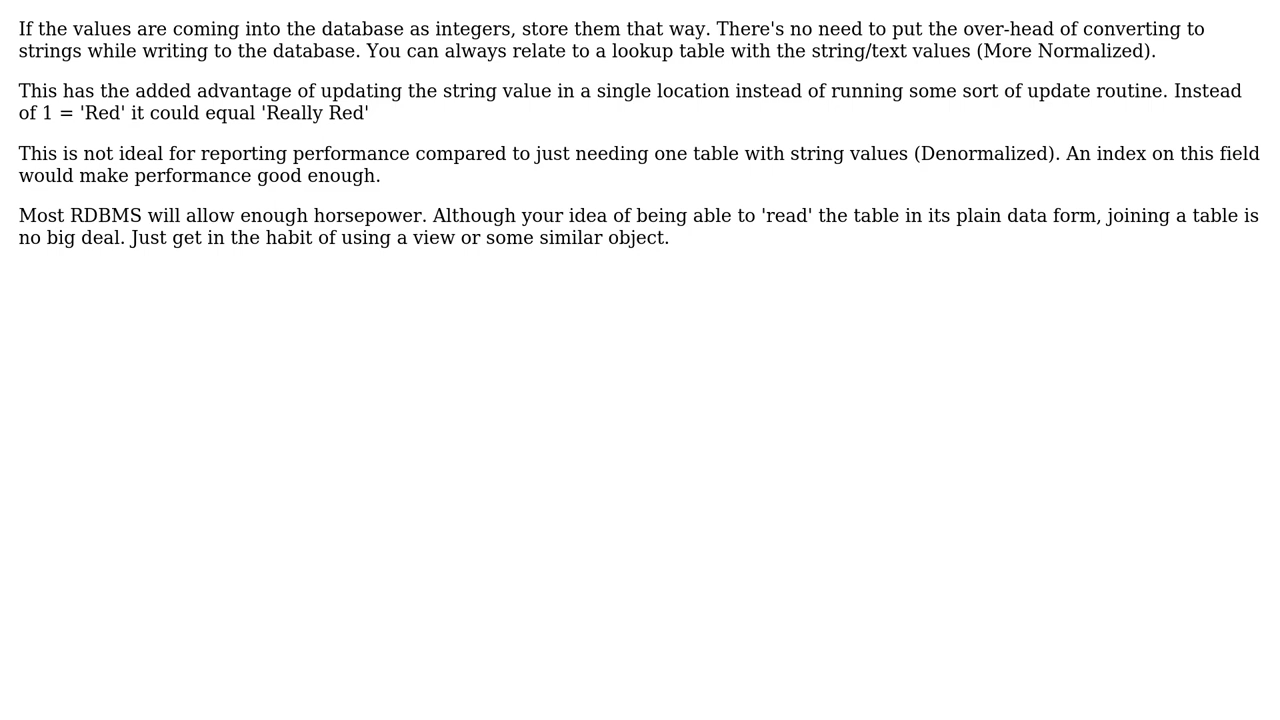 If the values are coming into the database as integers, store them that way. There's no need to put the over-head of converting to
strings while writing to the database. You can always relate to a lookup table with the string/text values (More Normalized).
This has the added advantage of updating the string value in a single location instead of running some sort of update routine. Instead
of 1 = 'Red' it could equal 'Really Red'
This is not ideal for reporting performance compared to just needing one table with string values (Denormalized). An index on this field
would make performance good enough.
Most RDBMS will allow enough horsepower. Although your idea of being able to 'read' the table in its plain data form, joining a table is
no big deal. Just get in the habit of using a view or some similar object.